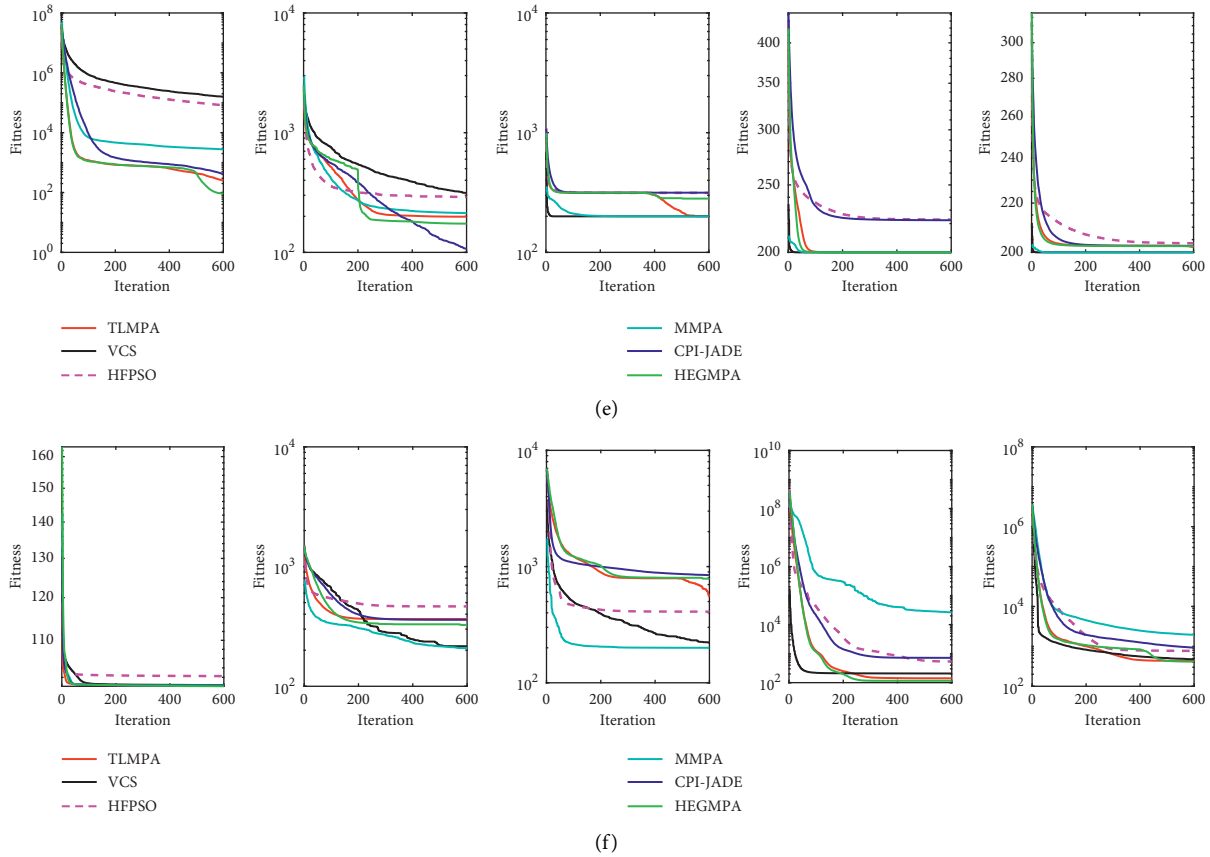 Fitness
10^8
10^6
10^4
10^2
10^0
0 200 400 600
Iteration
Fitness
10^4
10^3
10^2
0 200 400 600
Iteration
Fitness
10^4
10^3
10^2
0 200 400 600
Iteration
Fitness
400
350
300
250
200
0 200 400 600
Iteration
Fitness
300
280
260
240
220
200
0 200 400 600
Iteration
TLMPA
VCS
HFPSO
MMPA
CPI-JADE
HEGMPA
(e)
Fitness
160
150
140
130
120
110
0 200 400 600
Iteration
Fitness
10^4
10^3
10^2
0 200 400 600
Iteration
Fitness
10^4
10^3
10^2
0 200 400 600
Iteration
Fitness
10^10
10^8
10^6
10^4
10^2
0 200 400 600
Iteration
Fitness
10^8
10^6
10^4
10^2
0 200 400 600
Iteration
TLMPA
VCS
HFPSO
MMPA
CPI-JADE
HEGMPA
(f)